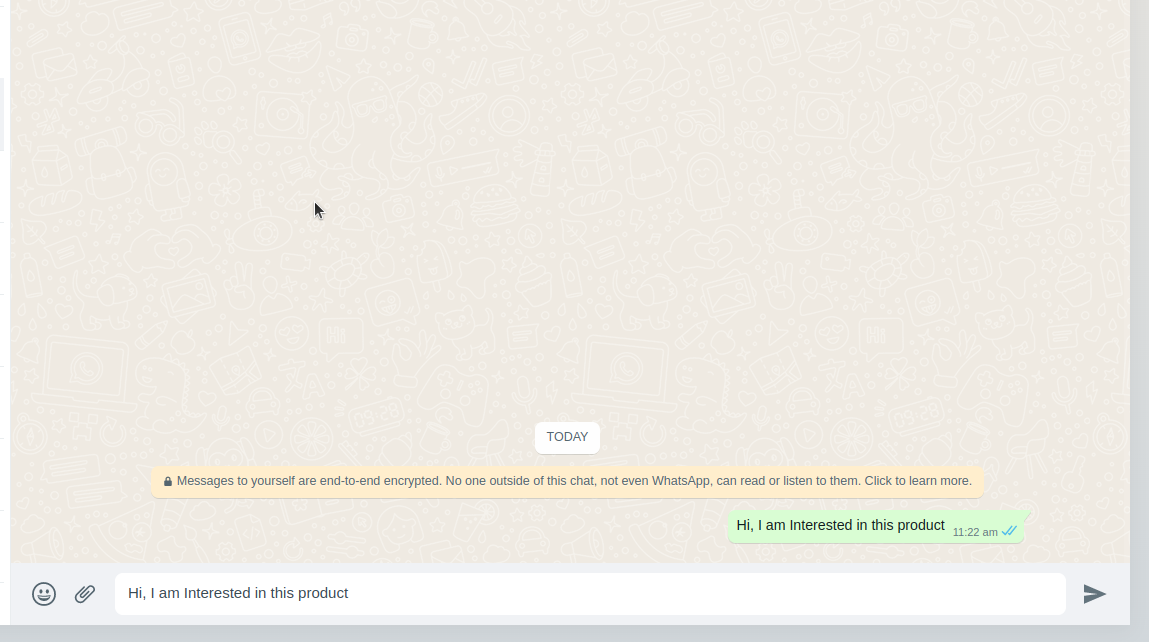 TODAY
Messages to yourself are end-to-end encrypted. No one outside of this chat, not even WhatsApp, can read or listen to them. Click to learn more.
Hi, I am Interested in this product 11:22 am
Hi, I am Interested in this product